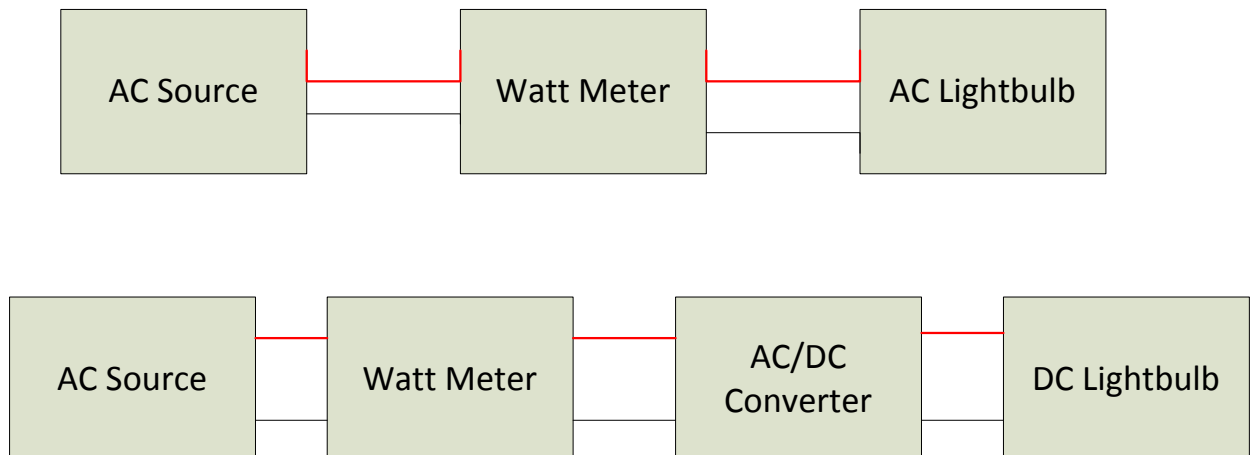 AC Source
Watt Meter
AC Lightbulb
AC Source
Watt Meter
AC/DC
Converter
DC Lightbulb